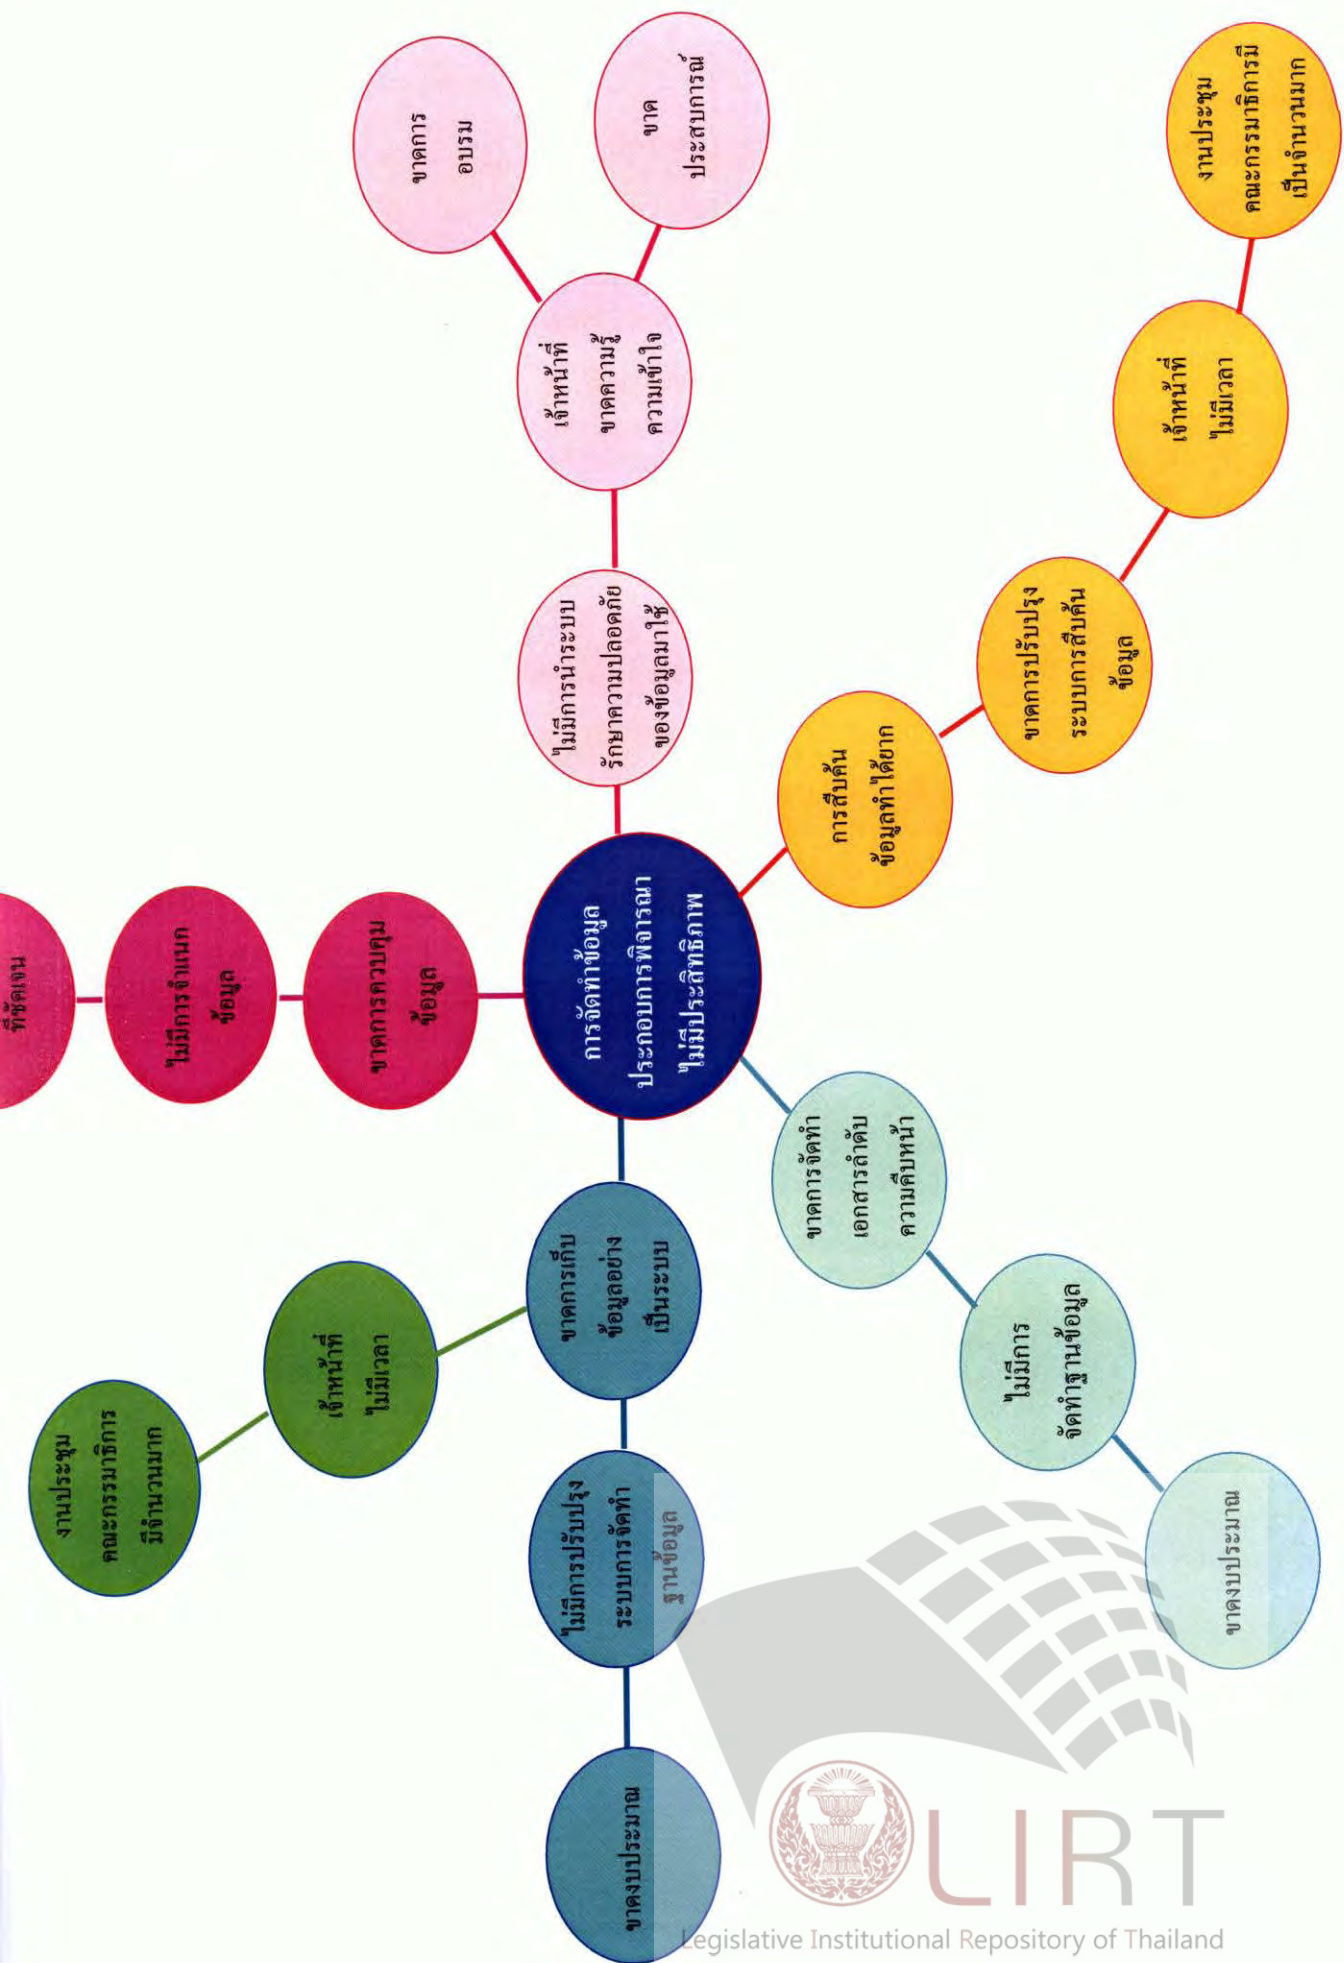 ที่ชัดเจน
ไม่มีการจำแนก
ข้อมูล
ขาดการควบคุม
ข้อมูล
การจัดทำข้อมูล
ประกอบการพิจารณา
ไม่มีประสิทธิภาพ
ไม่มีการนำระบบ
รักษาความปลอดภัย
ของข้อมูลมาใช้
เจ้าหน้าที่
ขาดความรู้
ความเข้าใจ
ขาดการ
อบรม
ขาด
ประสบการณ์
การสืบค้น
ข้อมูลทำได้ยาก
ขาดการปรับปรุง
ระบบการสืบค้น
ข้อมูล
เจ้าหน้าที่
ไม่มีเวลา
งานประชุม
คณะกรรมาธิการมี
เป็นจำนวนมาก
ขาดการจัดทำ
เอกสารลำดับ
ความคืบหน้า
ไม่มีการ
จัดทำฐานข้อมูล
ขาดงบประมาณ
ขาดการเก็บ
ข้อมูลอย่าง
เป็นระบบ
เจ้าหน้าที่
ไม่มีเวลา
งานประชุม
คณะกรรมาธิการ
มีจำนวนมาก
ไม่มีการปรับปรุง
ระบบการจัดทำ
ฐานข้อมูล
ขาดงบประมาณ
LIRT
Legislative Institutional Repository of Thailand